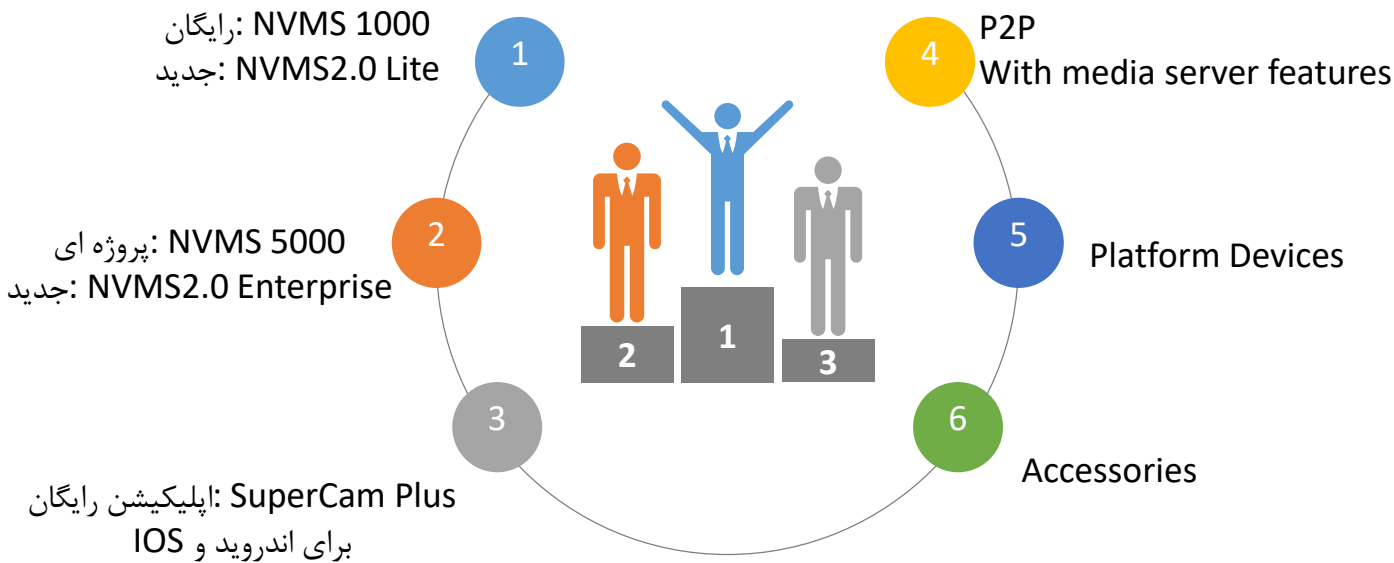 رایگان: NVMS 1000
جدید: NVMS2.0 Lite
1
پروژه ای: NVMS 5000
جدید: NVMS2.0 Enterprise
2
اپلیکیشن رایگان: SuperCam Plus
برای اندروید و IOS
3
P2P
With media server features
4
Platform Devices
5
Accessories
6
2
1
3